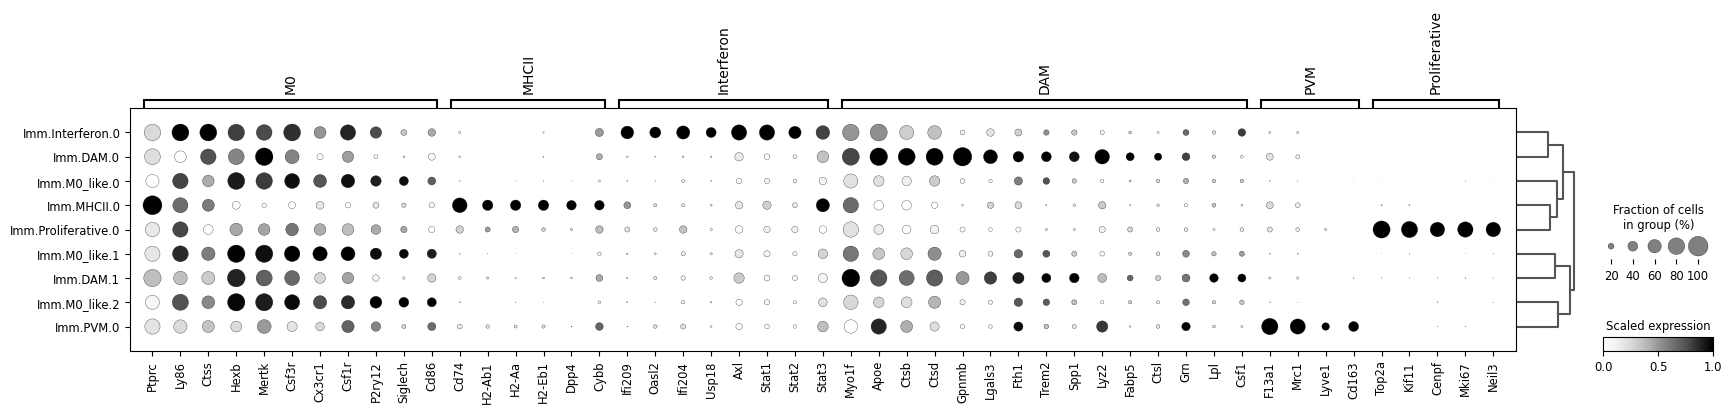 M0
MHCII
Interferon
DAM
PVM
Proliferative
Imm.Interferon.0
Imm.DAM.0
Imm.M0_like.0
Imm.MHCII.0
Imm.Proliferative.0
Imm.M0_like.1
Imm.DAM.1
Imm.M0_like.2
Imm.PVM.0
Ptprc
Ly86
Ctss
Hexb
Mertk
Csf3r
Cx3cr1
Csf1r
P2ry12
Siglech
Cd86
Cd74
H2-Ab1
H2-Aa
H2-Eb1
Dpp4
Cybb
Ifi209
Oasl2
Ifi204
Usp18
Axl
Stat1
Stat2
Stat3
Myo1f
Apoe
Ctsb
Ctsd
Gpnmb
Lgals3
Fth1
Trem2
Spp1
Lyz2
Fabp5
Ctsl
Grn
Lpl
Csf1
F13a1
Mrc1
Lyve1
Cd163
Top2a
Kif11
Cenpf
Mki67
Neil3
Fraction of cells
in group (%)
20 40 60 80 100
Scaled expression
0.0 0.5 1.0